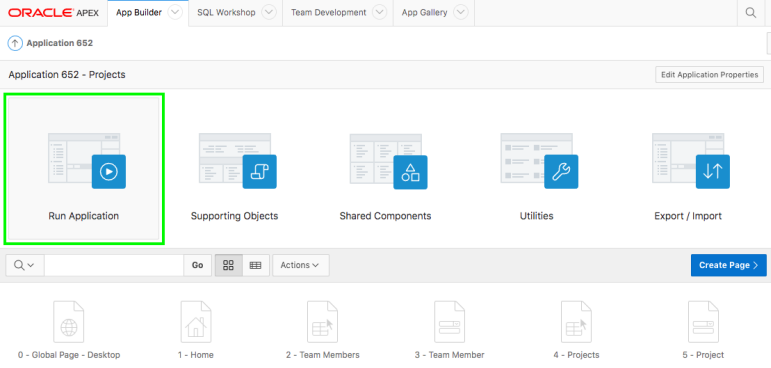 ORACLE APEX App Builder SQL Workshop Team Development App Gallery
Application 652
Application 652 - Projects Edit Application Properties
Run Application Supporting Objects Shared Components Utilities Export / Import
Go Actions Create Page
0 - Global Page - Desktop 1 - Home 2 - Team Members 3 - Team Member 4 - Projects 5 - Project